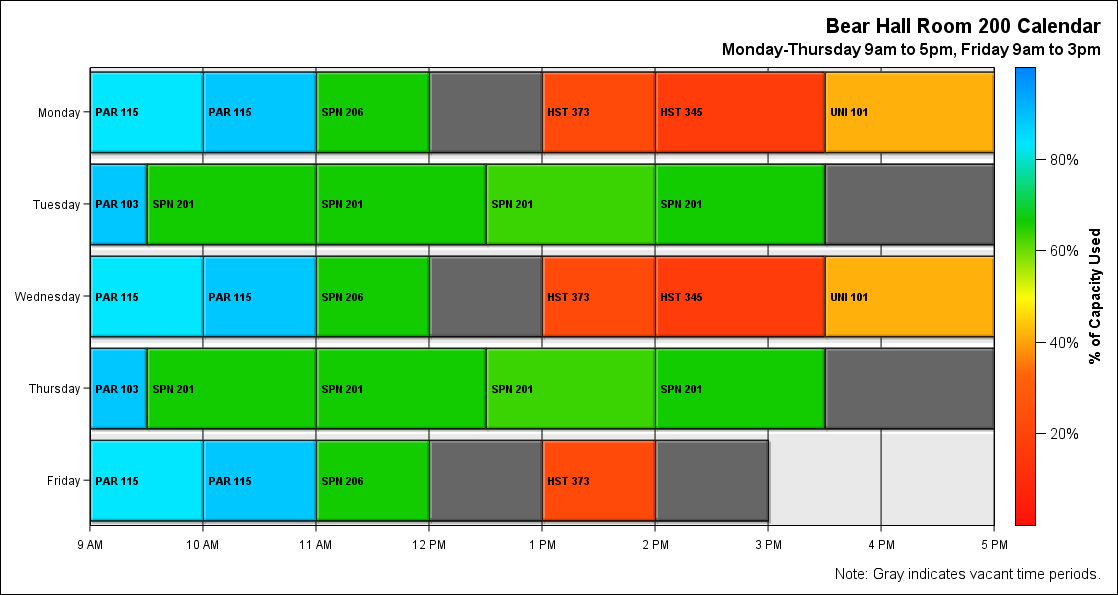 Bear Hall Room 200 Calendar
Monday-Thursday 9am to 5pm, Friday 9am to 3pm
Monday PAR 115 PAR 115 SPN 206 HST 373 HST 345 UNI 101
Tuesday PAR 103 SPN 201 SPN 201 SPN 201 SPN 201
Wednesday PAR 115 PAR 115 SPN 206 HST 373 HST 345 UNI 101
Thursday PAR 103 SPN 201 SPN 201 SPN 201 SPN 201
Friday PAR 115 PAR 115 SPN 206 HST 373
9 AM 10 AM 11 AM 12 PM 1 PM 2 PM 3 PM 4 PM 5 PM
80%
60%
40%
20%
% of Capacity Used
Note: Gray indicates vacant time periods.